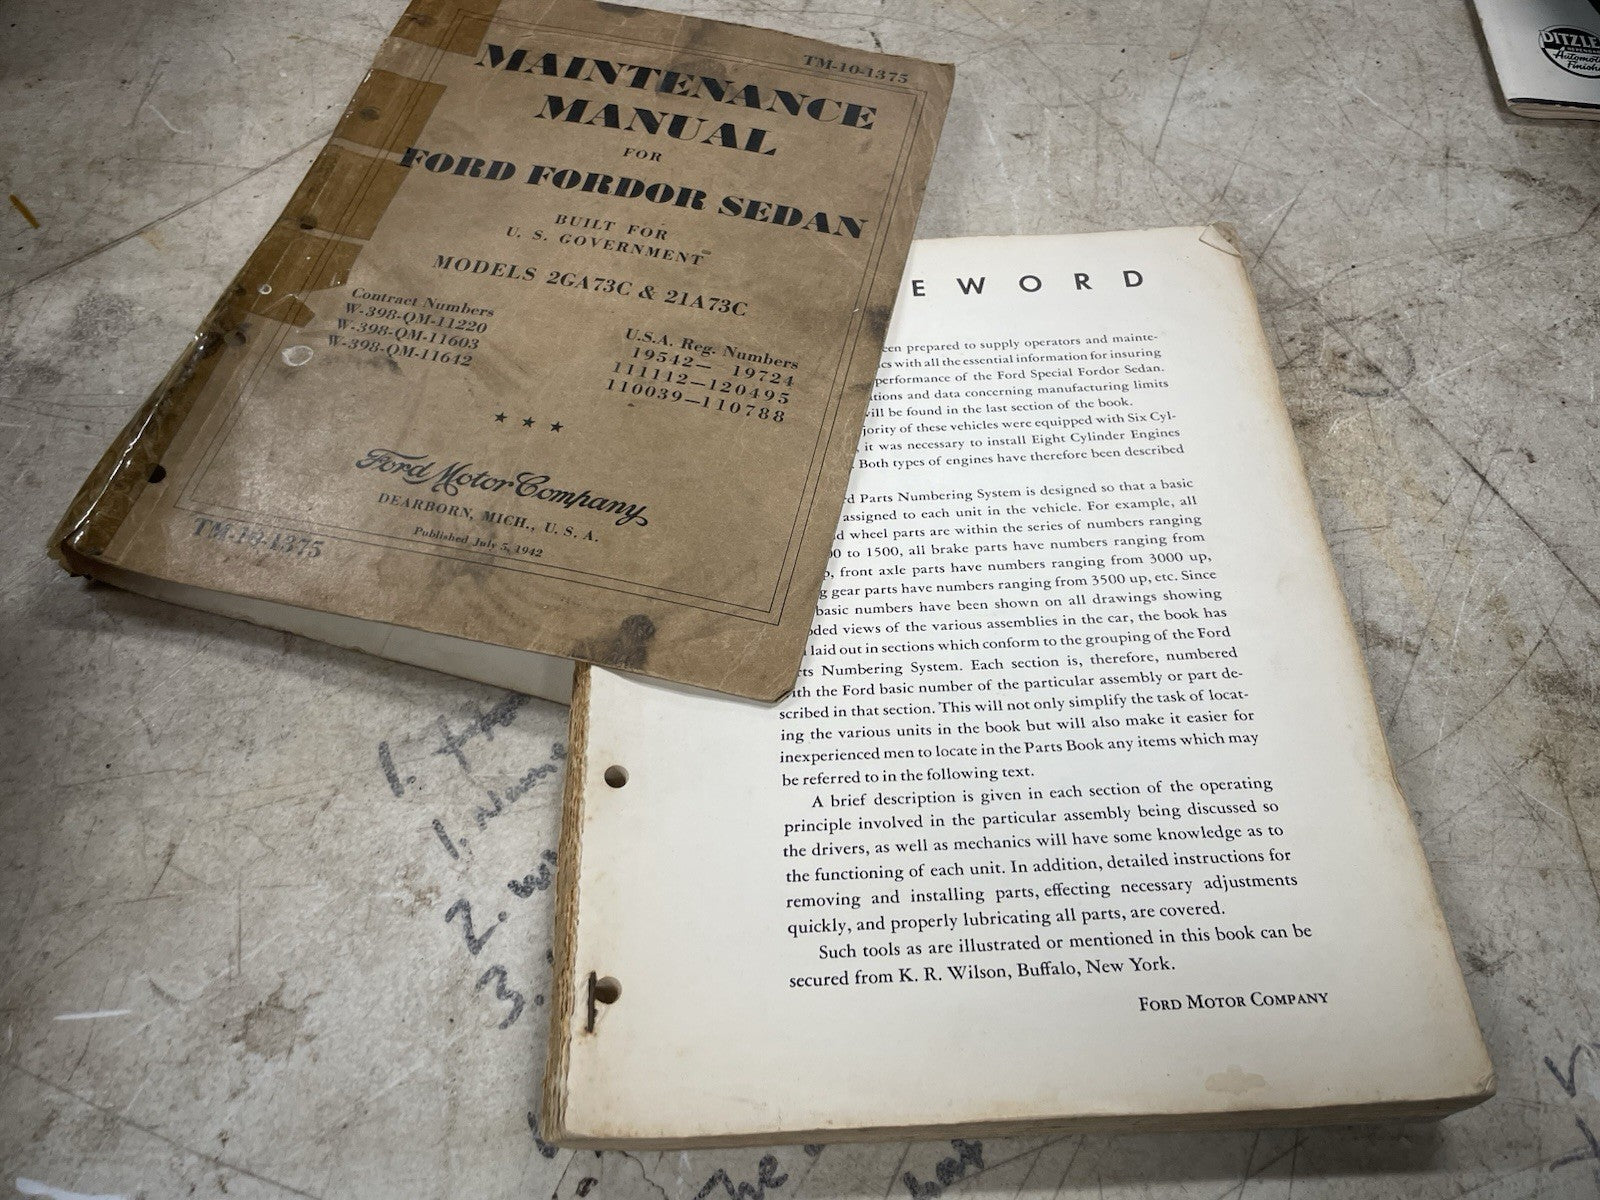 TM-10-1375
MAINTENANCE
MANUAL
FOR
FORD FORDOR SEDAN
BUILT FOR
U. S. GOVERNMENT
MODELS 2GA73C & 21A73C
Contract Numbers
W-398-QM-11220
W-398-QM-11603
W-398-QM-11642
U.S.A. Reg. Numbers
19542— 19724
111112—120495
110039—110788
★ ★ ★
Ford Motor Company
DEARBORN, MICH., U. S. A.
Published July 5, 1942
TM-10-1375
EWORD
en prepared to supply operators and mainte-
cs with all the essential information for insuring
performance of the Ford Special Fordor Sedan.
tions and data concerning manufacturing limits
will be found in the last section of the book.
jority of these vehicles were equipped with Six Cyl-
, it was necessary to install Eight Cylinder Engines
. Both types of engines have therefore been described
rd Parts Numbering System is designed so that a basic
assigned to each unit in the vehicle. For example, all
d wheel parts are within the series of numbers ranging
00 to 1500, all brake parts have numbers ranging from
p, front axle parts have numbers ranging from 3000 up,
g gear parts have numbers ranging from 3500 up, etc. Since
basic numbers have been shown on all drawings showing
oded views of the various assemblies in the car, the book has
laid out in sections which conform to the grouping of the Ford
rts Numbering System. Each section is, therefore, numbered
ith the Ford basic number of the particular assembly or part de-
scribed in that section. This will not only simplify the task of locat-
ing the various units in the book but will also make it easier for
inexperienced men to locate in the Parts Book any items which may
be referred to in the following text.
A brief description is given in each section of the operating
principle involved in the particular assembly being discussed so
the drivers, as well as mechanics will have some knowledge as to
the functioning of each unit. In addition, detailed instructions for
removing and installing parts, effecting necessary adjustments
quickly, and properly lubricating all parts, are covered.
Such tools as are illustrated or mentioned in this book can be
secured from K. R. Wilson, Buffalo, New York.
FORD MOTOR COMPANY
DITZLE
Automot
Finish
1.
1. Name
2. w
3.
The